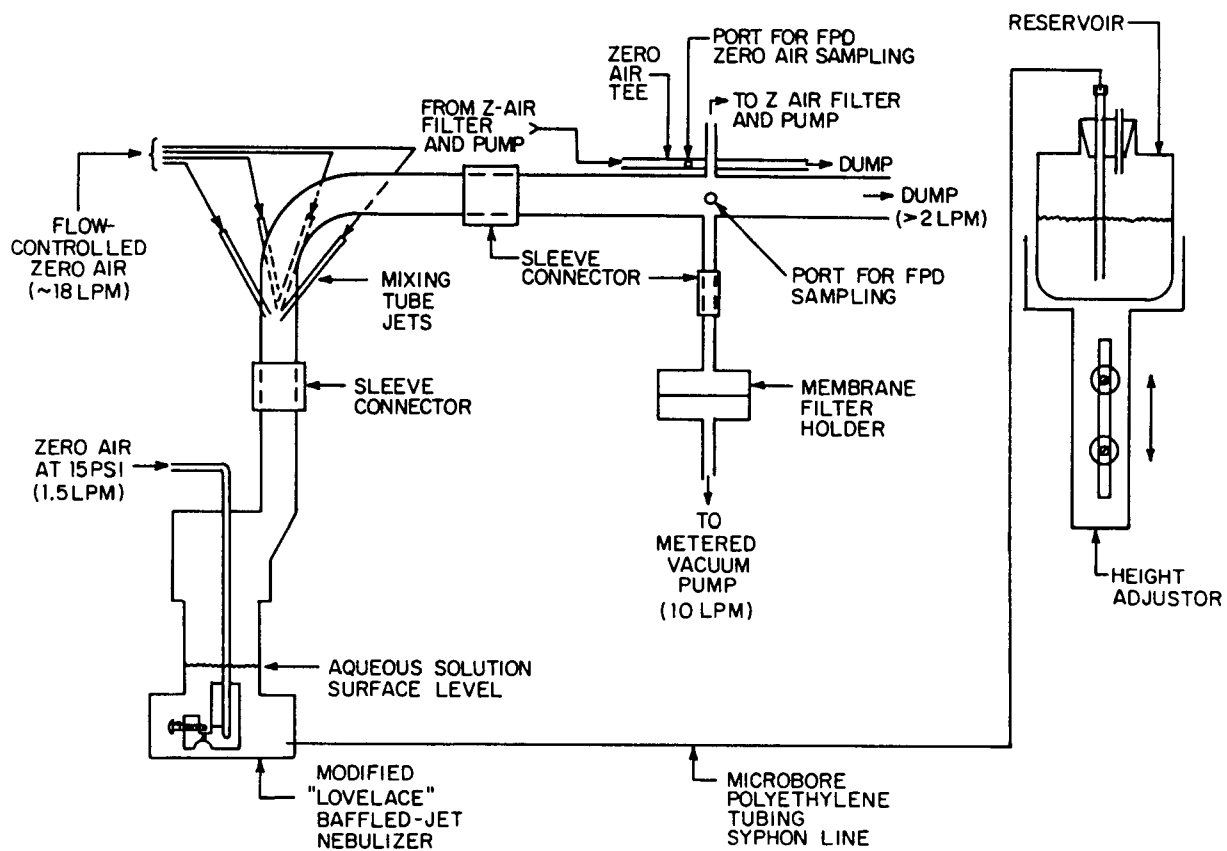 RESERVOIR
PORT FOR FPD
ZERO AIR SAMPLING
ZERO
AIR
TEE
TO Z AIR FILTER
AND PUMP
FROM Z-AIR
FILTER
AND PUMP
DUMP
DUMP
(>2 LPM)
FLOW-
CONTROLLED
ZERO AIR
(~18 LPM)
MIXING
TUBE
JETS
SLEEVE
CONNECTOR
PORT FOR FPD
SAMPLING
SLEEVE
CONNECTOR
MEMBRANE
FILTER
HOLDER
ZERO AIR
AT 15PSI
(1.5 LPM)
TO
METERED
VACUUM
PUMP
(10 LPM)
HEIGHT
ADJUSTOR
AQUEOUS SOLUTION
SURFACE LEVEL
MODIFIED
"LOVELACE"
BAFFLED-JET
NEBULIZER
MICROBORE
POLYETHYLENE
TUBING
SYPHON LINE